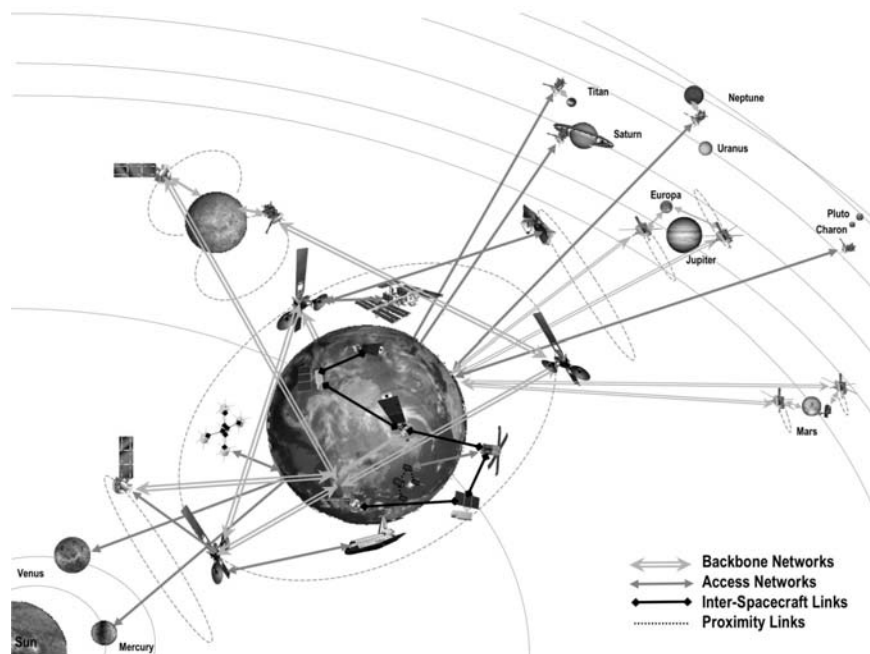 Titan
Neptune
Saturn
Uranus
Europa
Pluto
Charon
Jupiter
Mars
Venus
Mercury
Sun
Backbone Networks
Access Networks
Inter-Spacecraft Links
Proximity Links